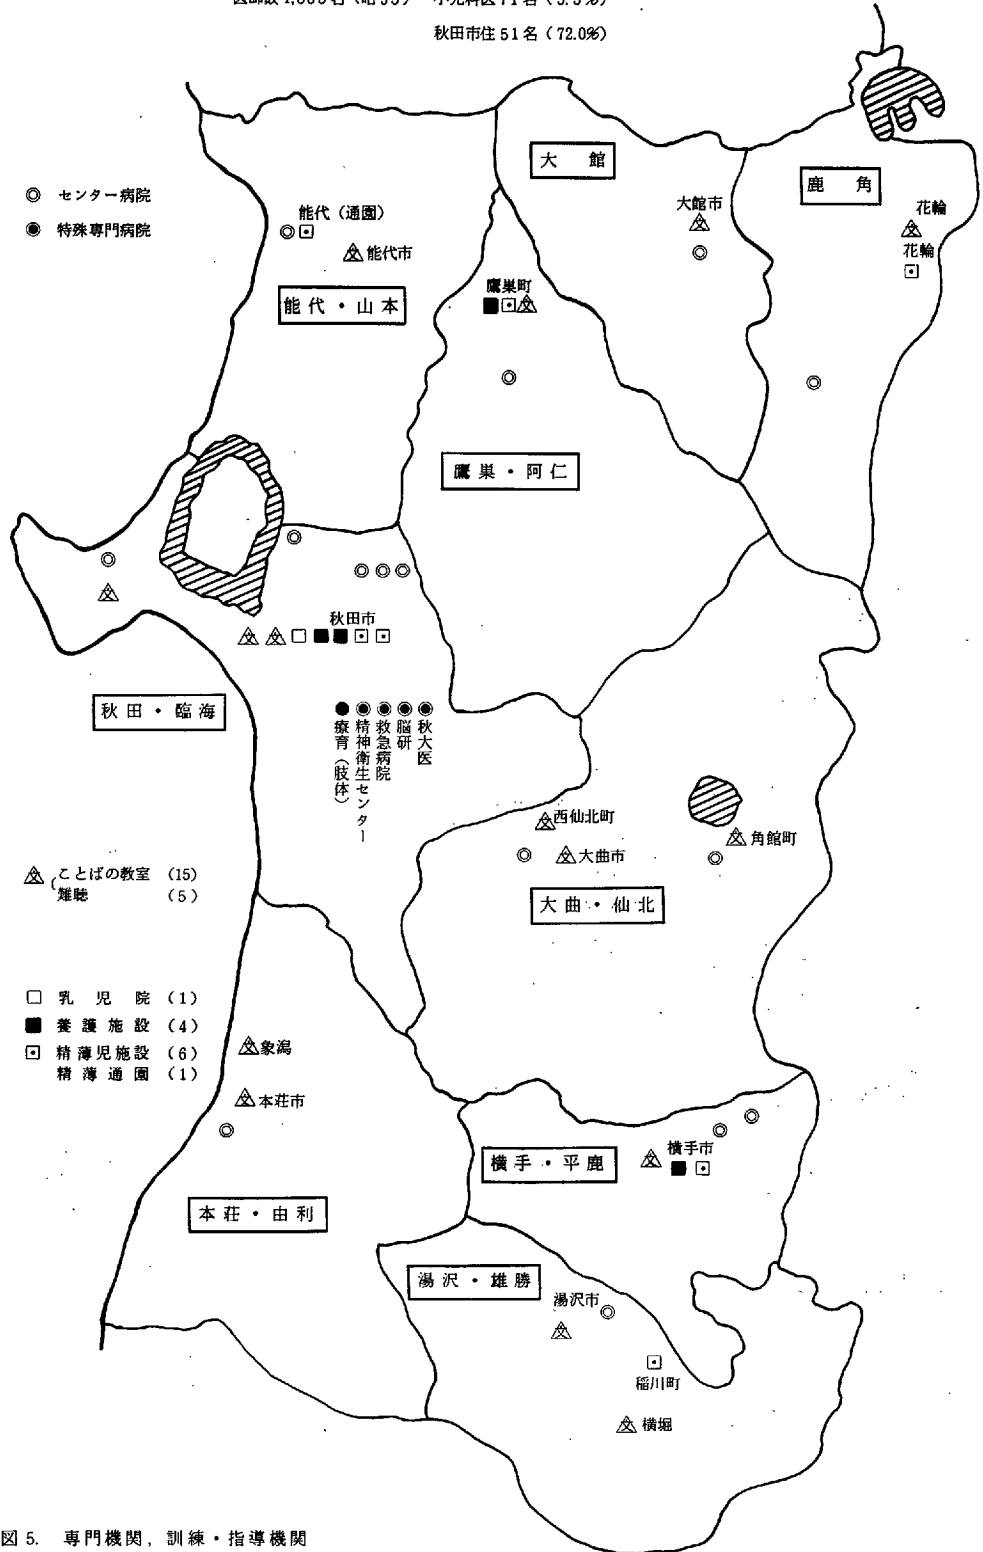 秋田市住51名(72.0%)
大館
鹿角
◎ センター病院
能代(通園)
大館市
花輪
特殊専門病院
能代市
花輪
鷹巣町
能代・山本
鷹巣・阿仁
秋田市
秋田・臨海
療育(肢体)
精神衛生センター
救急病院
脳研
秋大医
西仙北町
角館町
大曲市
ことばの教室 (15)
難聴 (5)
大曲・仙北
□ 乳児院 (1)
■ 養護施設 (4)
精薄児施設 (6)
精薄通園 (1)
象潟
本荘市
横手市
横手・平鹿
本荘・由利
湯沢・雄勝
湯沢市
稲川町
横堀
図5. 専門機関,訓練・指導機関